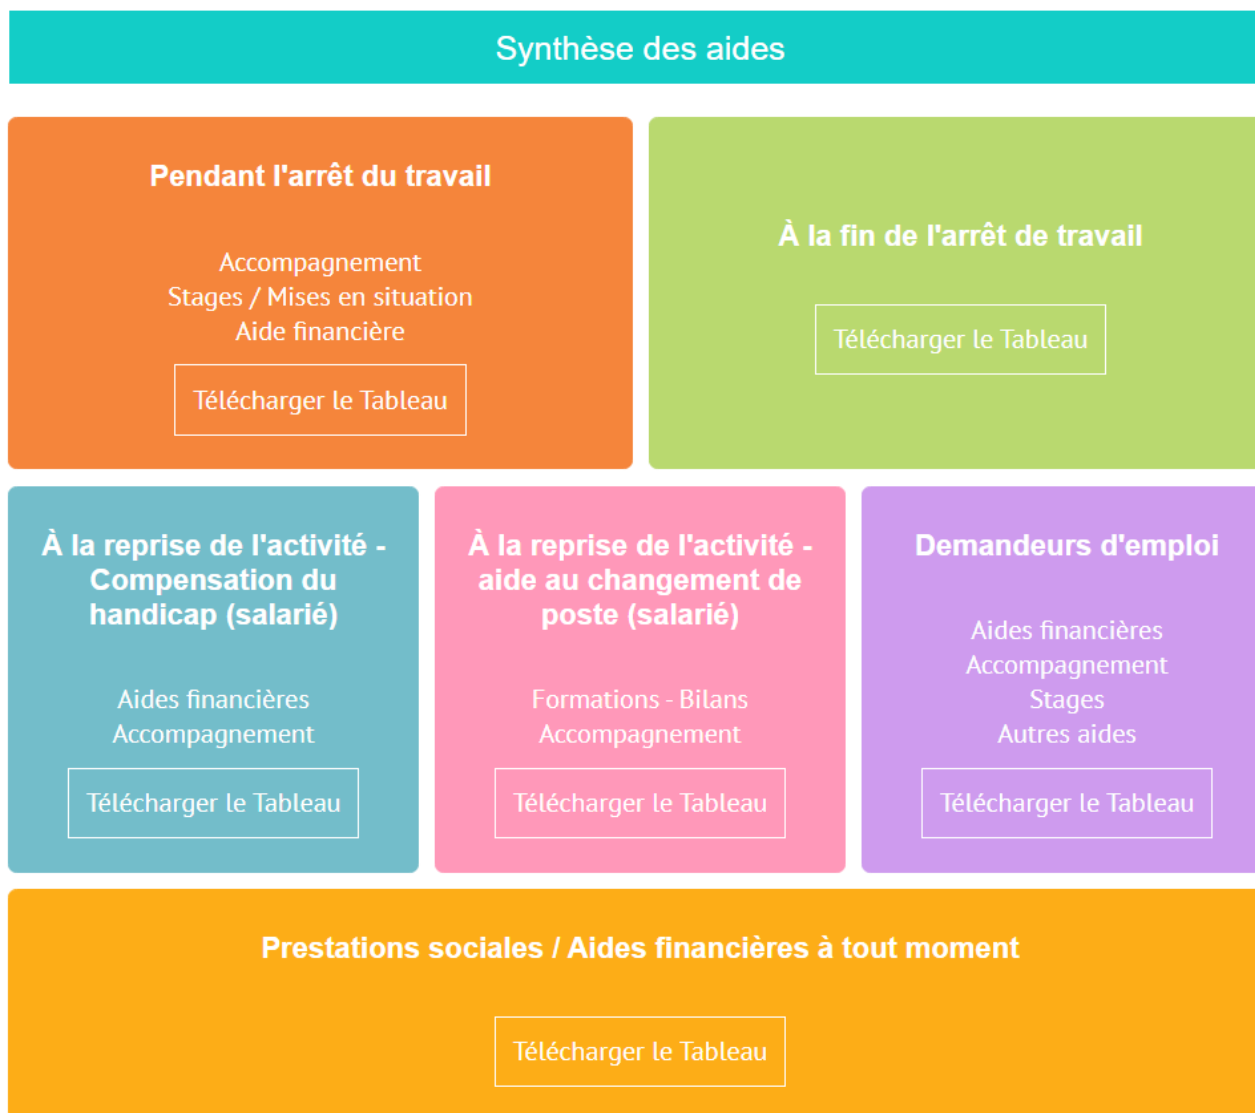 Synthèse des aides
Pendant l'arrêt du travail
Accompagnement
Stages / Mises en situation
Aide financière
Télécharger le Tableau
À la fin de l'arrêt de travail
Télécharger le Tableau
À la reprise de l'activité -
Compensation du
handicap (salarié)
Aides financières
Accompagnement
Télécharger le Tableau
À la reprise de l'activité -
aide au changement de
poste (salarié)
Formations - Bilans
Accompagnement
Télécharger le Tableau
Demandeurs d'emploi
Aides financières
Accompagnement
Stages
Autres aides
Télécharger le Tableau
Prestations sociales / Aides financières à tout moment
Télécharger le Tableau